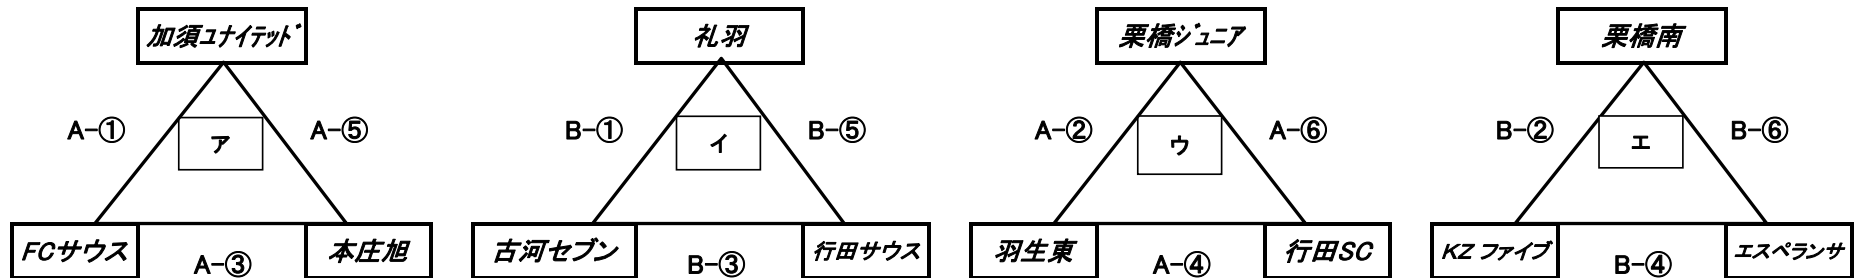 加須ユナイテッド
礼羽
栗橋ジュニア
栗橋南
A-①
ア
A-⑤
B-①
イ
B-⑤
A-②
ウ
A-⑥
B-②
エ
B-⑥
FCサウス
A-③
本庄旭
古河セブン
B-③
行田サウス
羽生東
A-④
行田SC
KZ ファイブ
B-④
エスペランサ